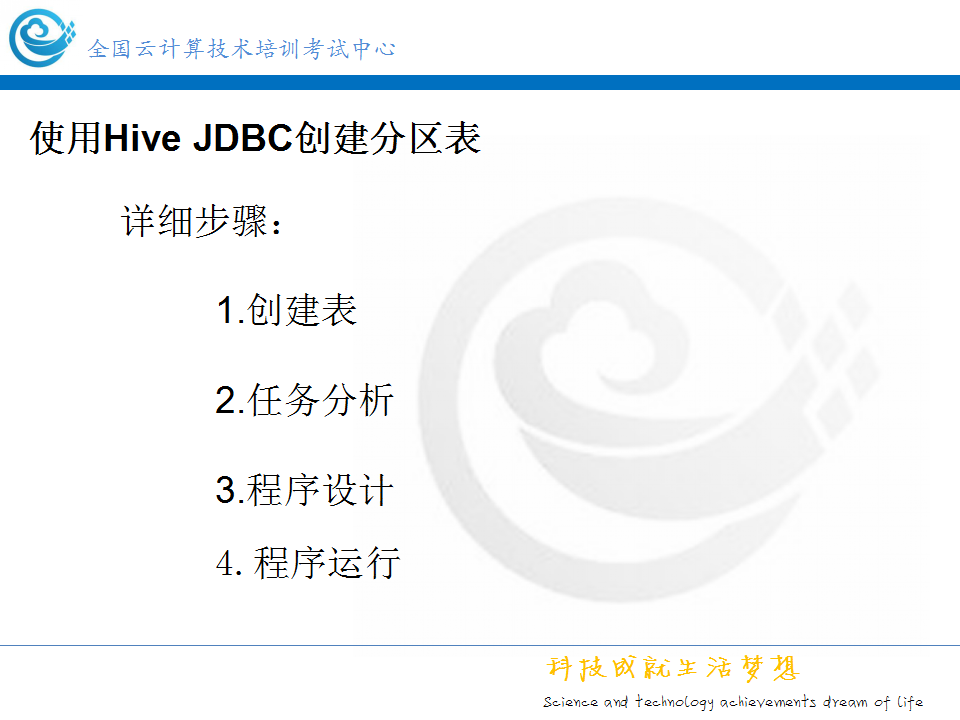 全国云计算技术培训考试中心
使用Hive JDBC创建分区表
详细步骤：
1.创建表
2.任务分析
3.程序设计
4.程序运行
科技成就生活梦想
Science and technology achievements dream of life